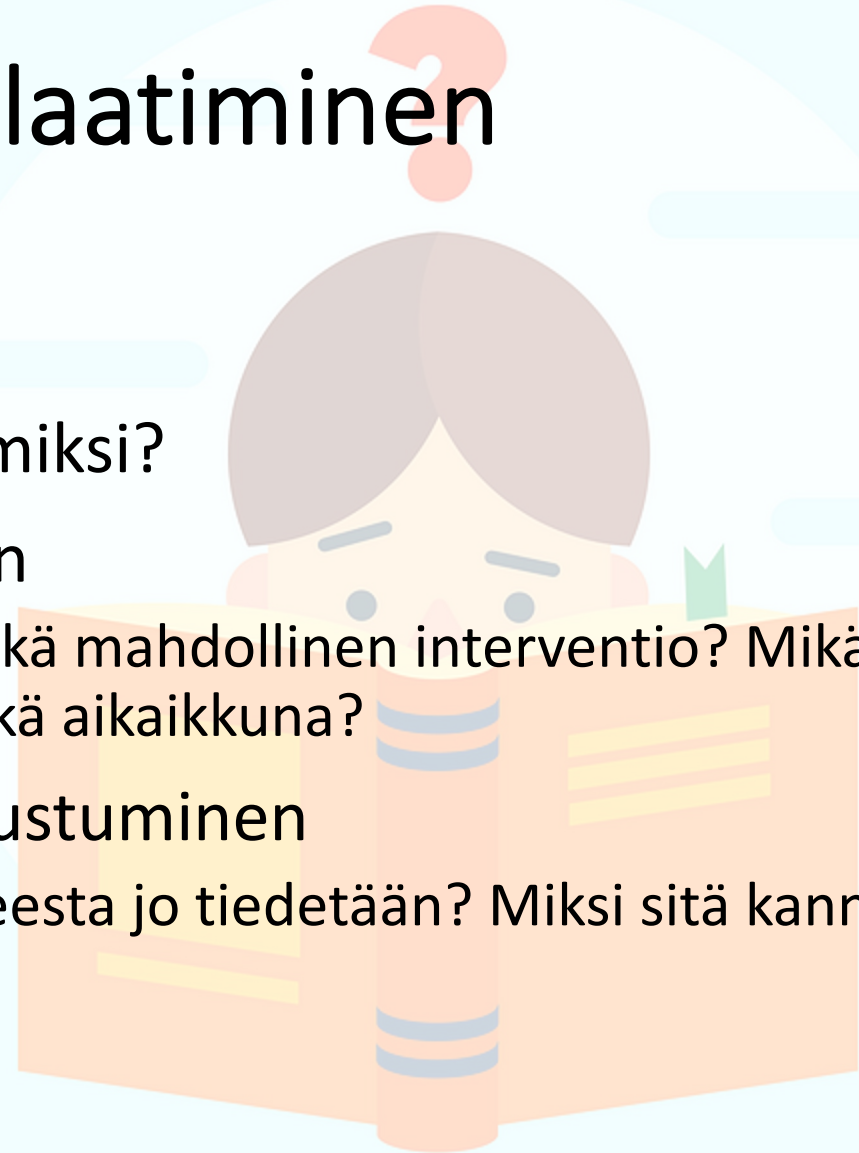 laatiminen
miksi?
n
kä mahdollinen interventio? Mikä
kä aikaikkuna?
ustuminen
eesta jo tiedetään? Miksi sitä kann